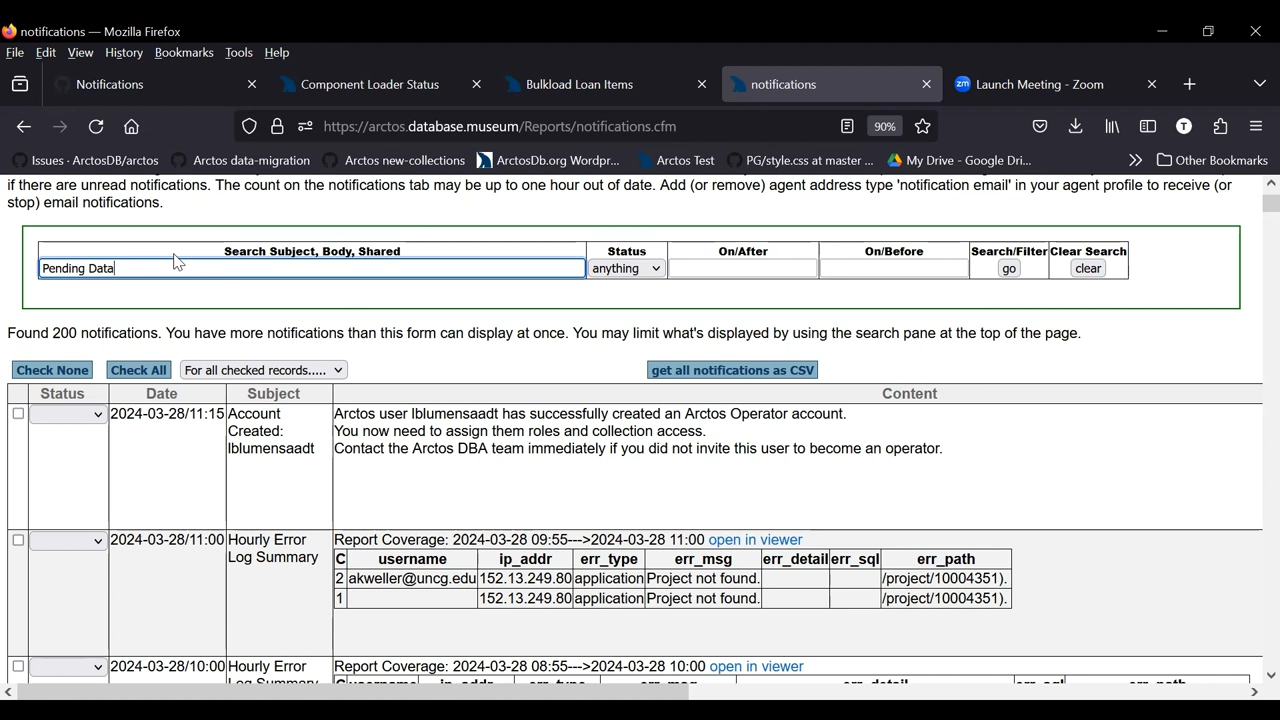 notifications — Mozilla Firefox
File Edit View History Bookmarks Tools Help
Notifications Component Loader Status Bulkload Loan Items notifications zm Launch Meeting - Zoom
https://arctos.database.museum/Reports/notifications.cfm 90% T
Issues · ArctosDB/arctos Arctos data-migration Arctos new-collections ArctosDb.org Wordpr... Arctos Test PG/style.css at master ... My Drive - Google Dri... Other Bookmarks
if there are unread notifications. The count on the notifications tab may be up to one hour out of date. Add (or remove) agent address type 'notification email' in your agent profile to receive (or
stop) email notifications.
Search Subject, Body, Shared Status On/After On/Before Search/Filter Clear Search
Pending Data anything go clear
Found 200 notifications. You have more notifications than this form can display at once. You may limit what's displayed by using the search pane at the top of the page.
Check None Check All For all checked records..... get all notifications as CSV
Status Date Subject Content
2024-03-28/11:15 Account Arctos user lblumensaadt has successfully created an Arctos Operator account.
Created: You now need to assign them roles and collection access.
lblumensaadt Contact the Arctos DBA team immediately if you did not invite this user to become an operator.
2024-03-28/11:00 Hourly Error Report Coverage: 2024-03-28 09:55--->2024-03-28 11:00 open in viewer
Log Summary C username ip_addr err_type err_msg err_detail err_sql err_path
2 akweller@uncg.edu 152.13.249.80 application Project not found. /project/10004351).
1 152.13.249.80 application Project not found. /project/10004351).
2024-03-28/10:00 Hourly Error Report Coverage: 2024-03-28 08:55--->2024-03-28 10:00 open in viewer
Log Summary C username ip_addr err_type err_msg err_detail err_sql err_path